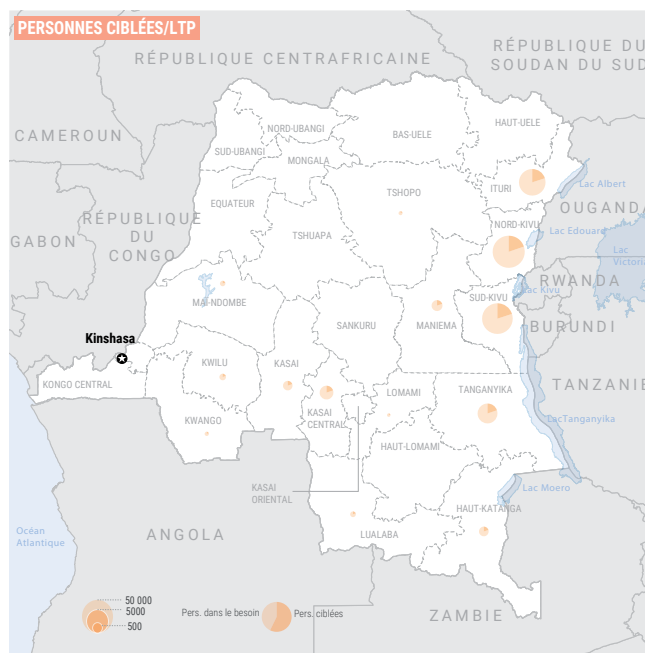 PERSONNES CIBLÉES/LTP
RÉPUBLIQUE CENTRAFRICAINE
RÉPUBLIQUE DU
SOUDAN DU SUD
CAMEROUN
NORD-UBANGI
BAS-UELE
HAUT-UELE
SUD-UBANGI
MONGALA
EQUATEUR
TSHOPO
ITURI
Lac Albert
OUGANDA
RÉPUBLIQUE
DU
CONGO
GABON
TSHUAPA
NORD-KIVU
Lac Edouard
Lac
Victoria
Lac Kivu
RWANDA
MAI-NDOMBE
SUD-KIVU
SANKURU
MANIEMA
BURUNDI
Kinshasa
KWILU
KASAI
KONGO CENTRAL
LOMAMI
TANGANYIKA
TANZANIE
KWANGO
KASAI
CENTRAL
LacTanganyika
HAUT-LOMAMI
KASAI
ORIENTAL
Lac Moero
HAUT-KATANGA
Océan
Atlantique
ANGOLA
LUALABA
50 000
5000
500
Pers. dans le besoin
Pers. ciblées
ZAMBIE